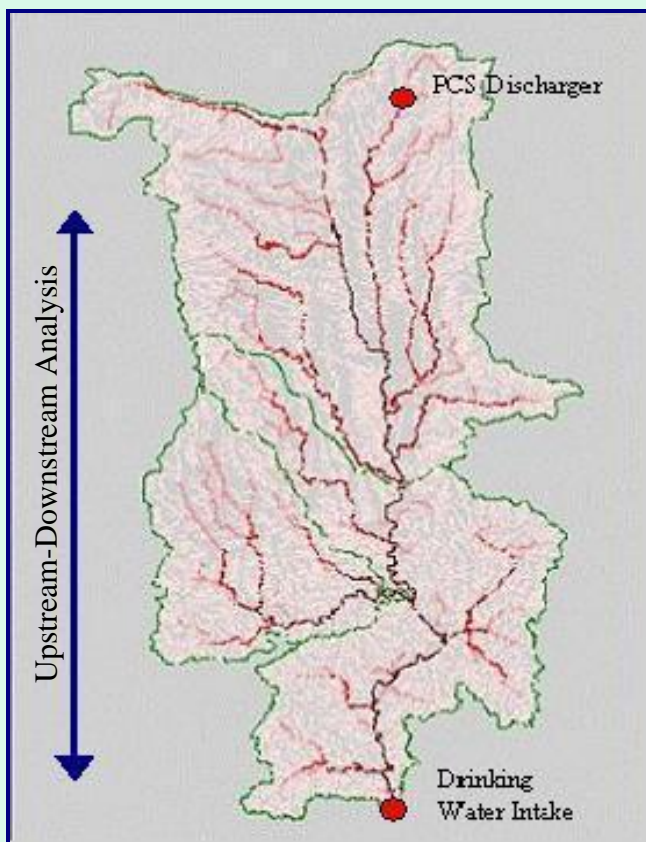 PCS Discharger
Upstream-Downstream Analysis
Drinking
Water Intake